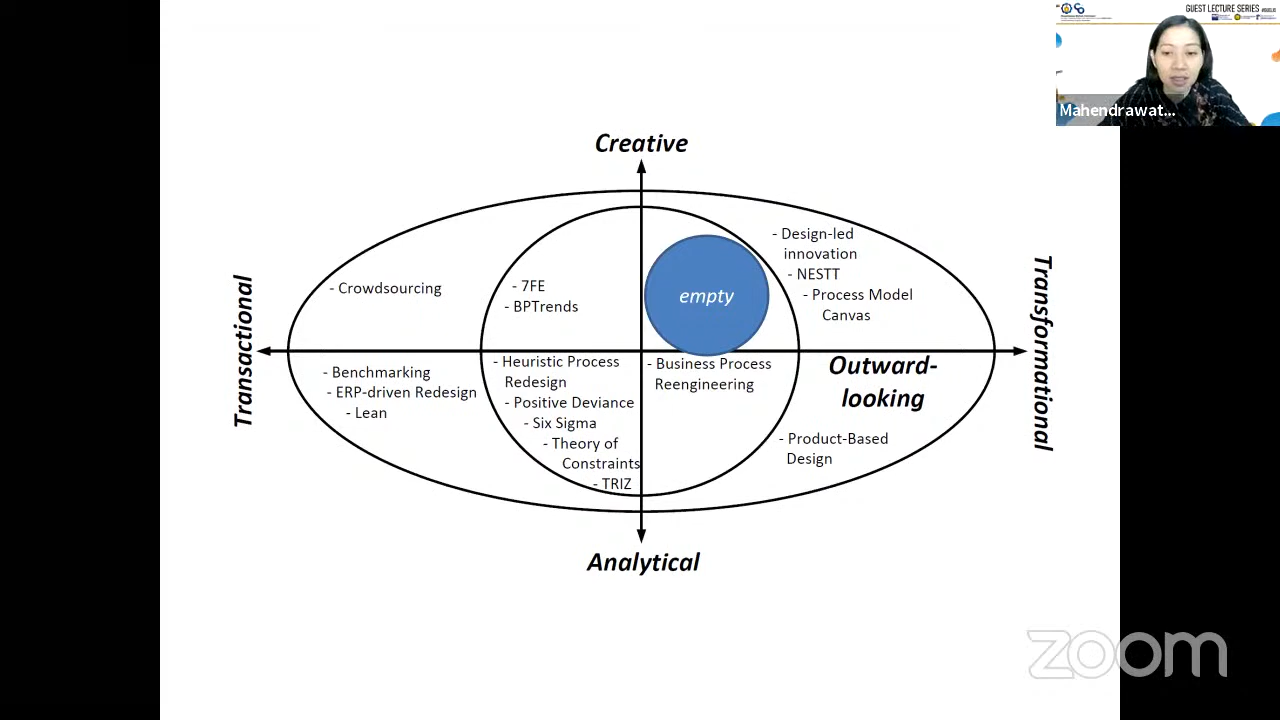 GUEST LECTURE SERIES
Mahendrawat...
Creative
- Design-led
innovation
- NESTT
- Process Model
Canvas
- Crowdsourcing
- 7FE
- BPTrends
empty
Transactional
Transformational
- Benchmarking
- ERP-driven Redesign
- Lean
- Heuristic Process
Redesign
- Positive Deviance
- Six Sigma
- Theory of
Constraints
- TRIZ
- Business Process
Reengineering
Outward-
looking
- Product-Based
Design
Analytical
zoom